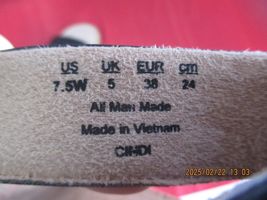 US UK EUR cm
7.5W 5 38 24
All Man Made
Made in Vietnam
CINDI
2025/02/22 13:03